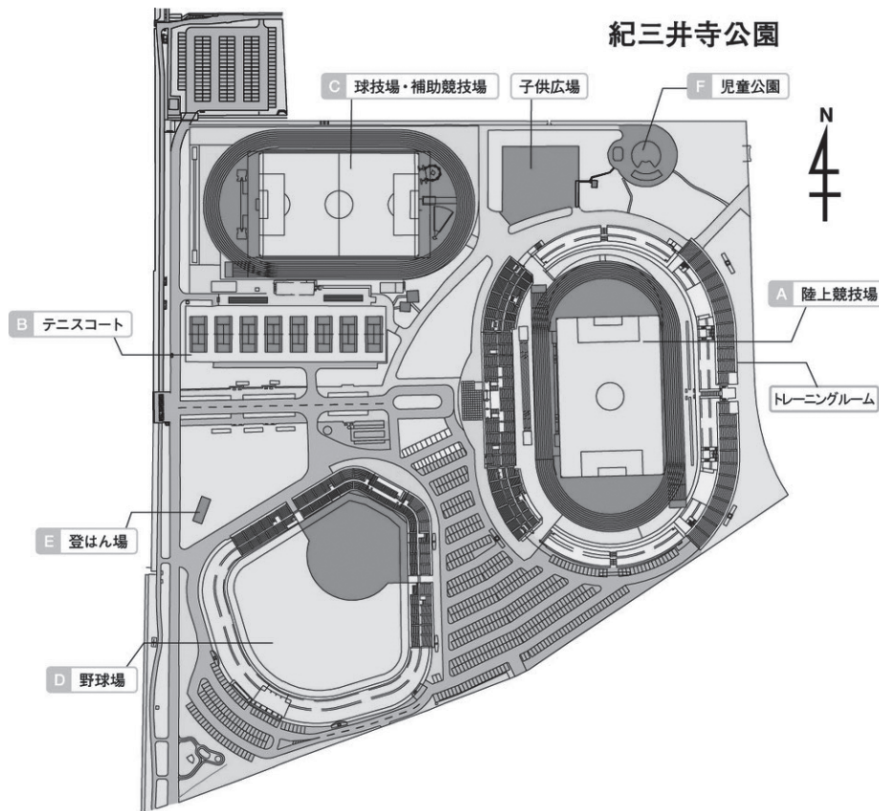 紀三井寺公園
C 球技場・補助競技場
子供広場
F 児童公園
N
A 陸上競技場
B テニスコート
トレーニングルーム
E 登はん場
D 野球場